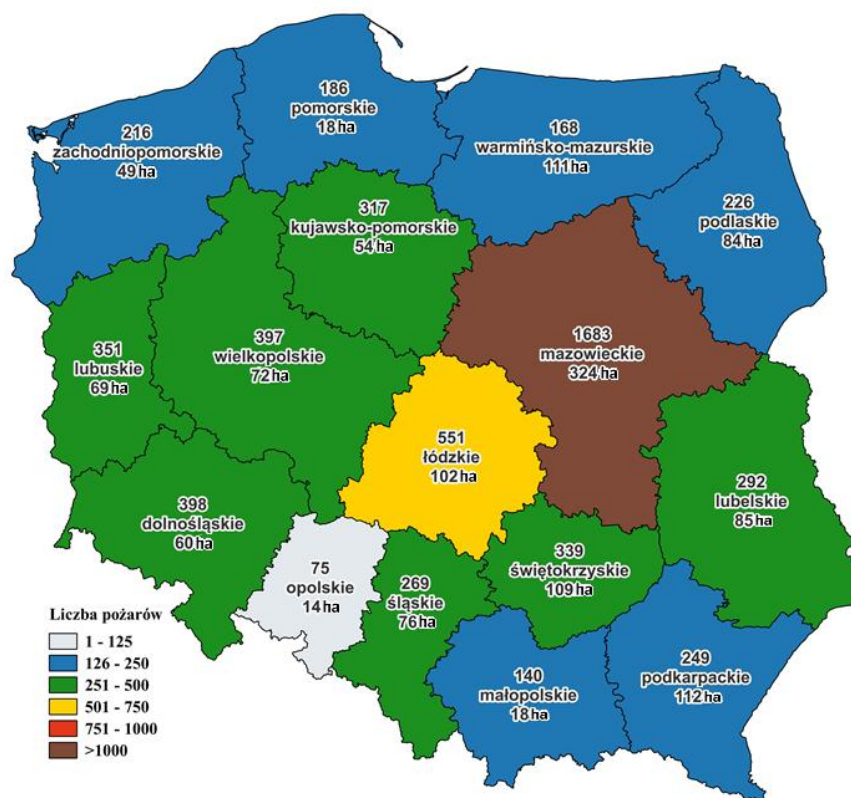 186
pomorskie
18 ha
216
zachodniopomorskie
49 ha
168
warmińsko-mazurskie
111 ha
226
podlaskie
84 ha
317
kujawsko-pomorskie
54 ha
1683
mazowieckie
324 ha
351
lubuskie
69 ha
397
wielkopolskie
72 ha
551
łódzkie
102 ha
292
lubelskie
85 ha
398
dolnośląskie
60 ha
339
świętokrzyskie
109 ha
75
opolskie
14 ha
269
śląskie
76 ha
249
podkarpackie
112 ha
140
małopolskie
18 ha
Liczba pożarów
1 - 125
126 - 250
251 - 500
501 - 750
751 - 1000
>1000